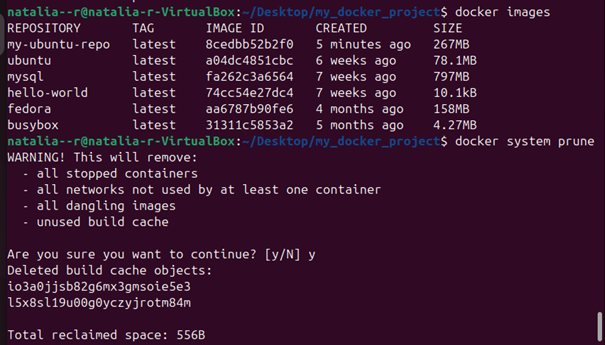 natalia--r@natalia-r-VirtualBox:~/Desktop/my_docker_project$ docker images
REPOSITORY TAG IMAGE ID CREATED SIZE
my-ubuntu-repo latest 8cedbb52b2f0 5 minutes ago 267MB
ubuntu latest a04dc4851cbc 6 weeks ago 78.1MB
mysql latest fa262c3a6564 7 weeks ago 797MB
hello-world latest 74cc54e27dc4 7 weeks ago 10.1kB
fedora latest aa6787b90fe6 4 months ago 158MB
busybox latest 31311c5853a2 5 months ago 4.27MB
natalia--r@natalia-r-VirtualBox:~/Desktop/my_docker_project$ docker system prune
WARNING! This will remove:
- all stopped containers
- all networks not used by at least one container
- all dangling images
- unused build cache
Are you sure you want to continue? [y/N] y
Deleted build cache objects:
io3a0jjsb82g6mx3gmsoie5e3
l5x8sl19u00g0yczyjrotm84m
Total reclaimed space: 556B